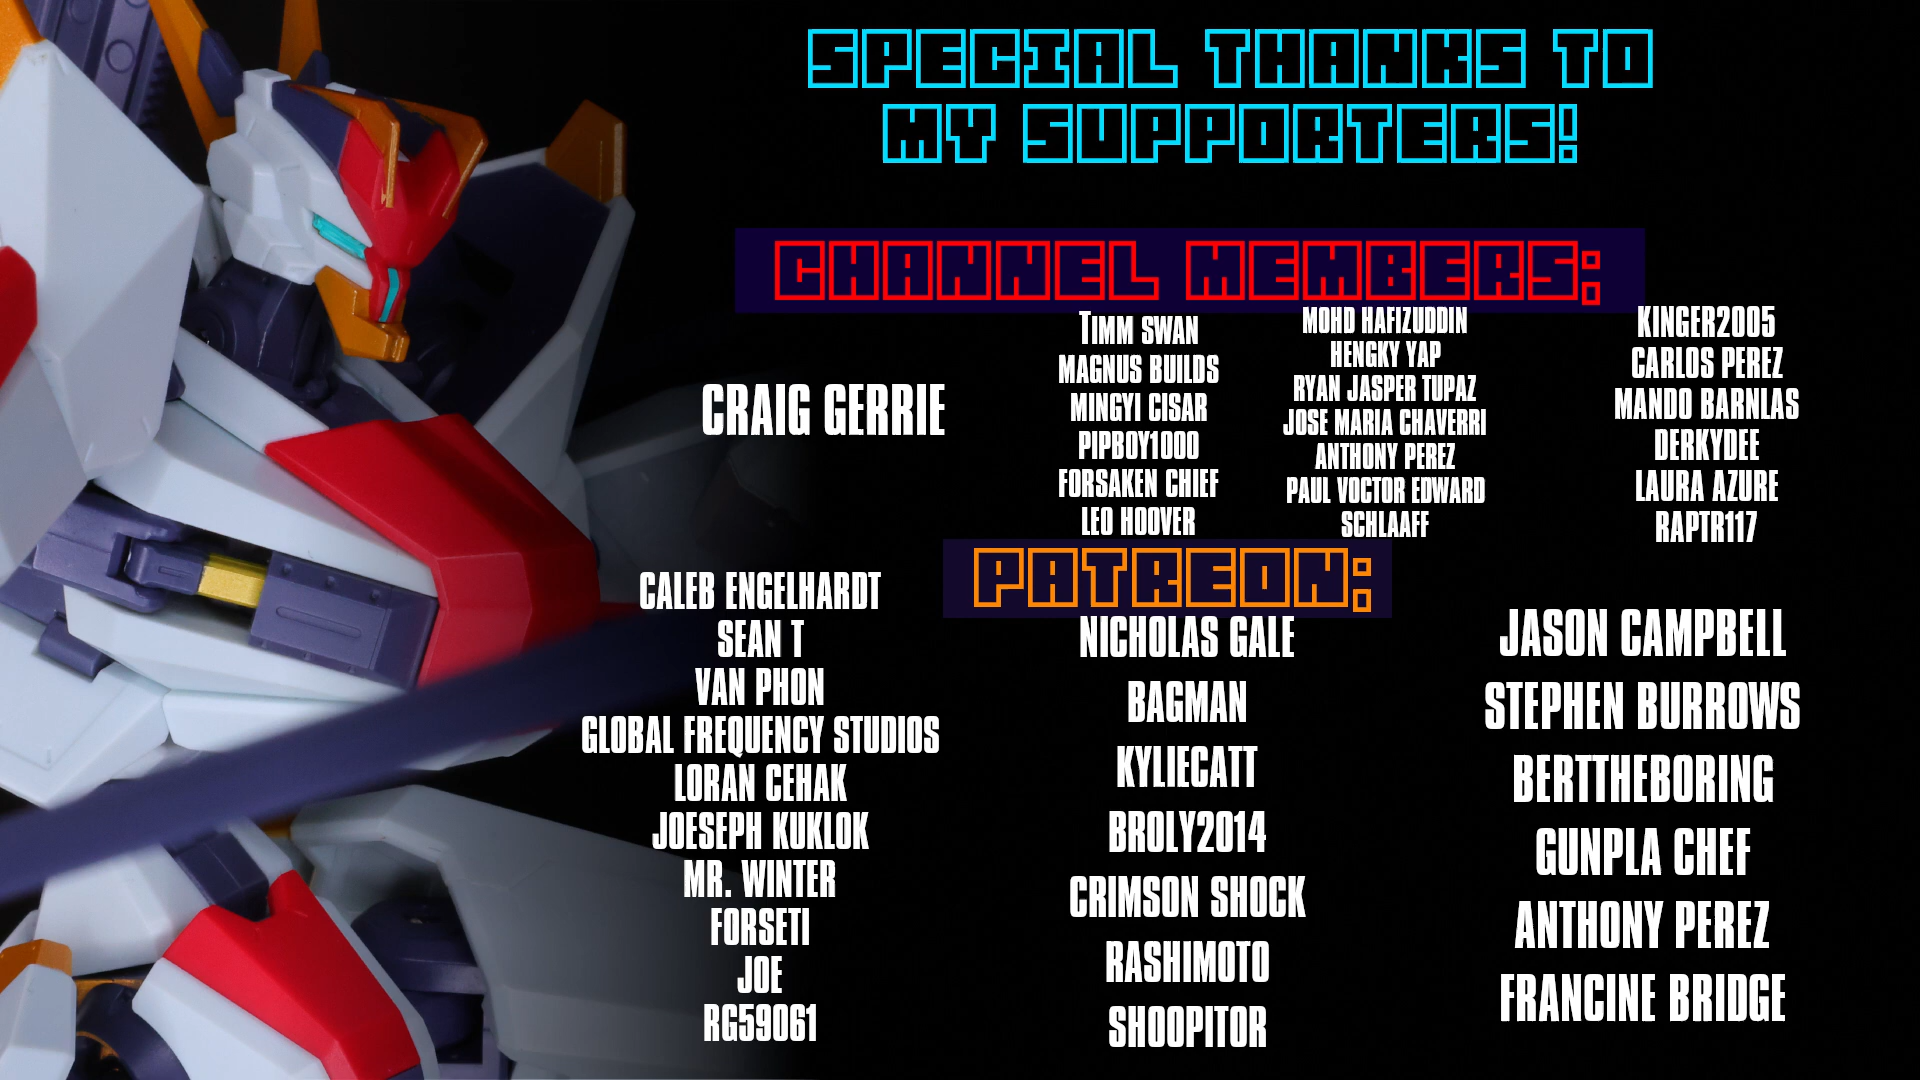 SPECIAL THANKS TO
MY SUPPORTERS!
CHANNEL MEMBERS:
CRAIG GERRIE
TIMM SWAN
MAGNUS BUILDS
MINGYI CISAR
PIPBOY1000
FORSAKEN CHIEF
LEO HOOVER
MOHD HAFIZUDDIN
HENGKY YAP
RYAN JASPER TUPAZ
JOSE MARIA CHAVERRI
ANTHONY PEREZ
PAUL VOCTOR EDWARD
SCHLAAFF
KINGER2005
CARLOS PEREZ
MANDO BARNLAS
DERKYDEE
LAURA AZURE
RAPTR117
PATREON:
CALEB ENGELHARDT
SEAN T
VAN PHON
GLOBAL FREQUENCY STUDIOS
LORAN CEHAK
JOESEPH KUKLOK
MR. WINTER
FORSETI
JOE
RG59061
NICHOLAS GALE
BAGMAN
KYLIECATT
BROLY2014
CRIMSON SHOCK
RASHIMOTO
SHOOPITOR
JASON CAMPBELL
STEPHEN BURROWS
BERTTHEBORING
GUNPLA CHEF
ANTHONY PEREZ
FRANCINE BRIDGE